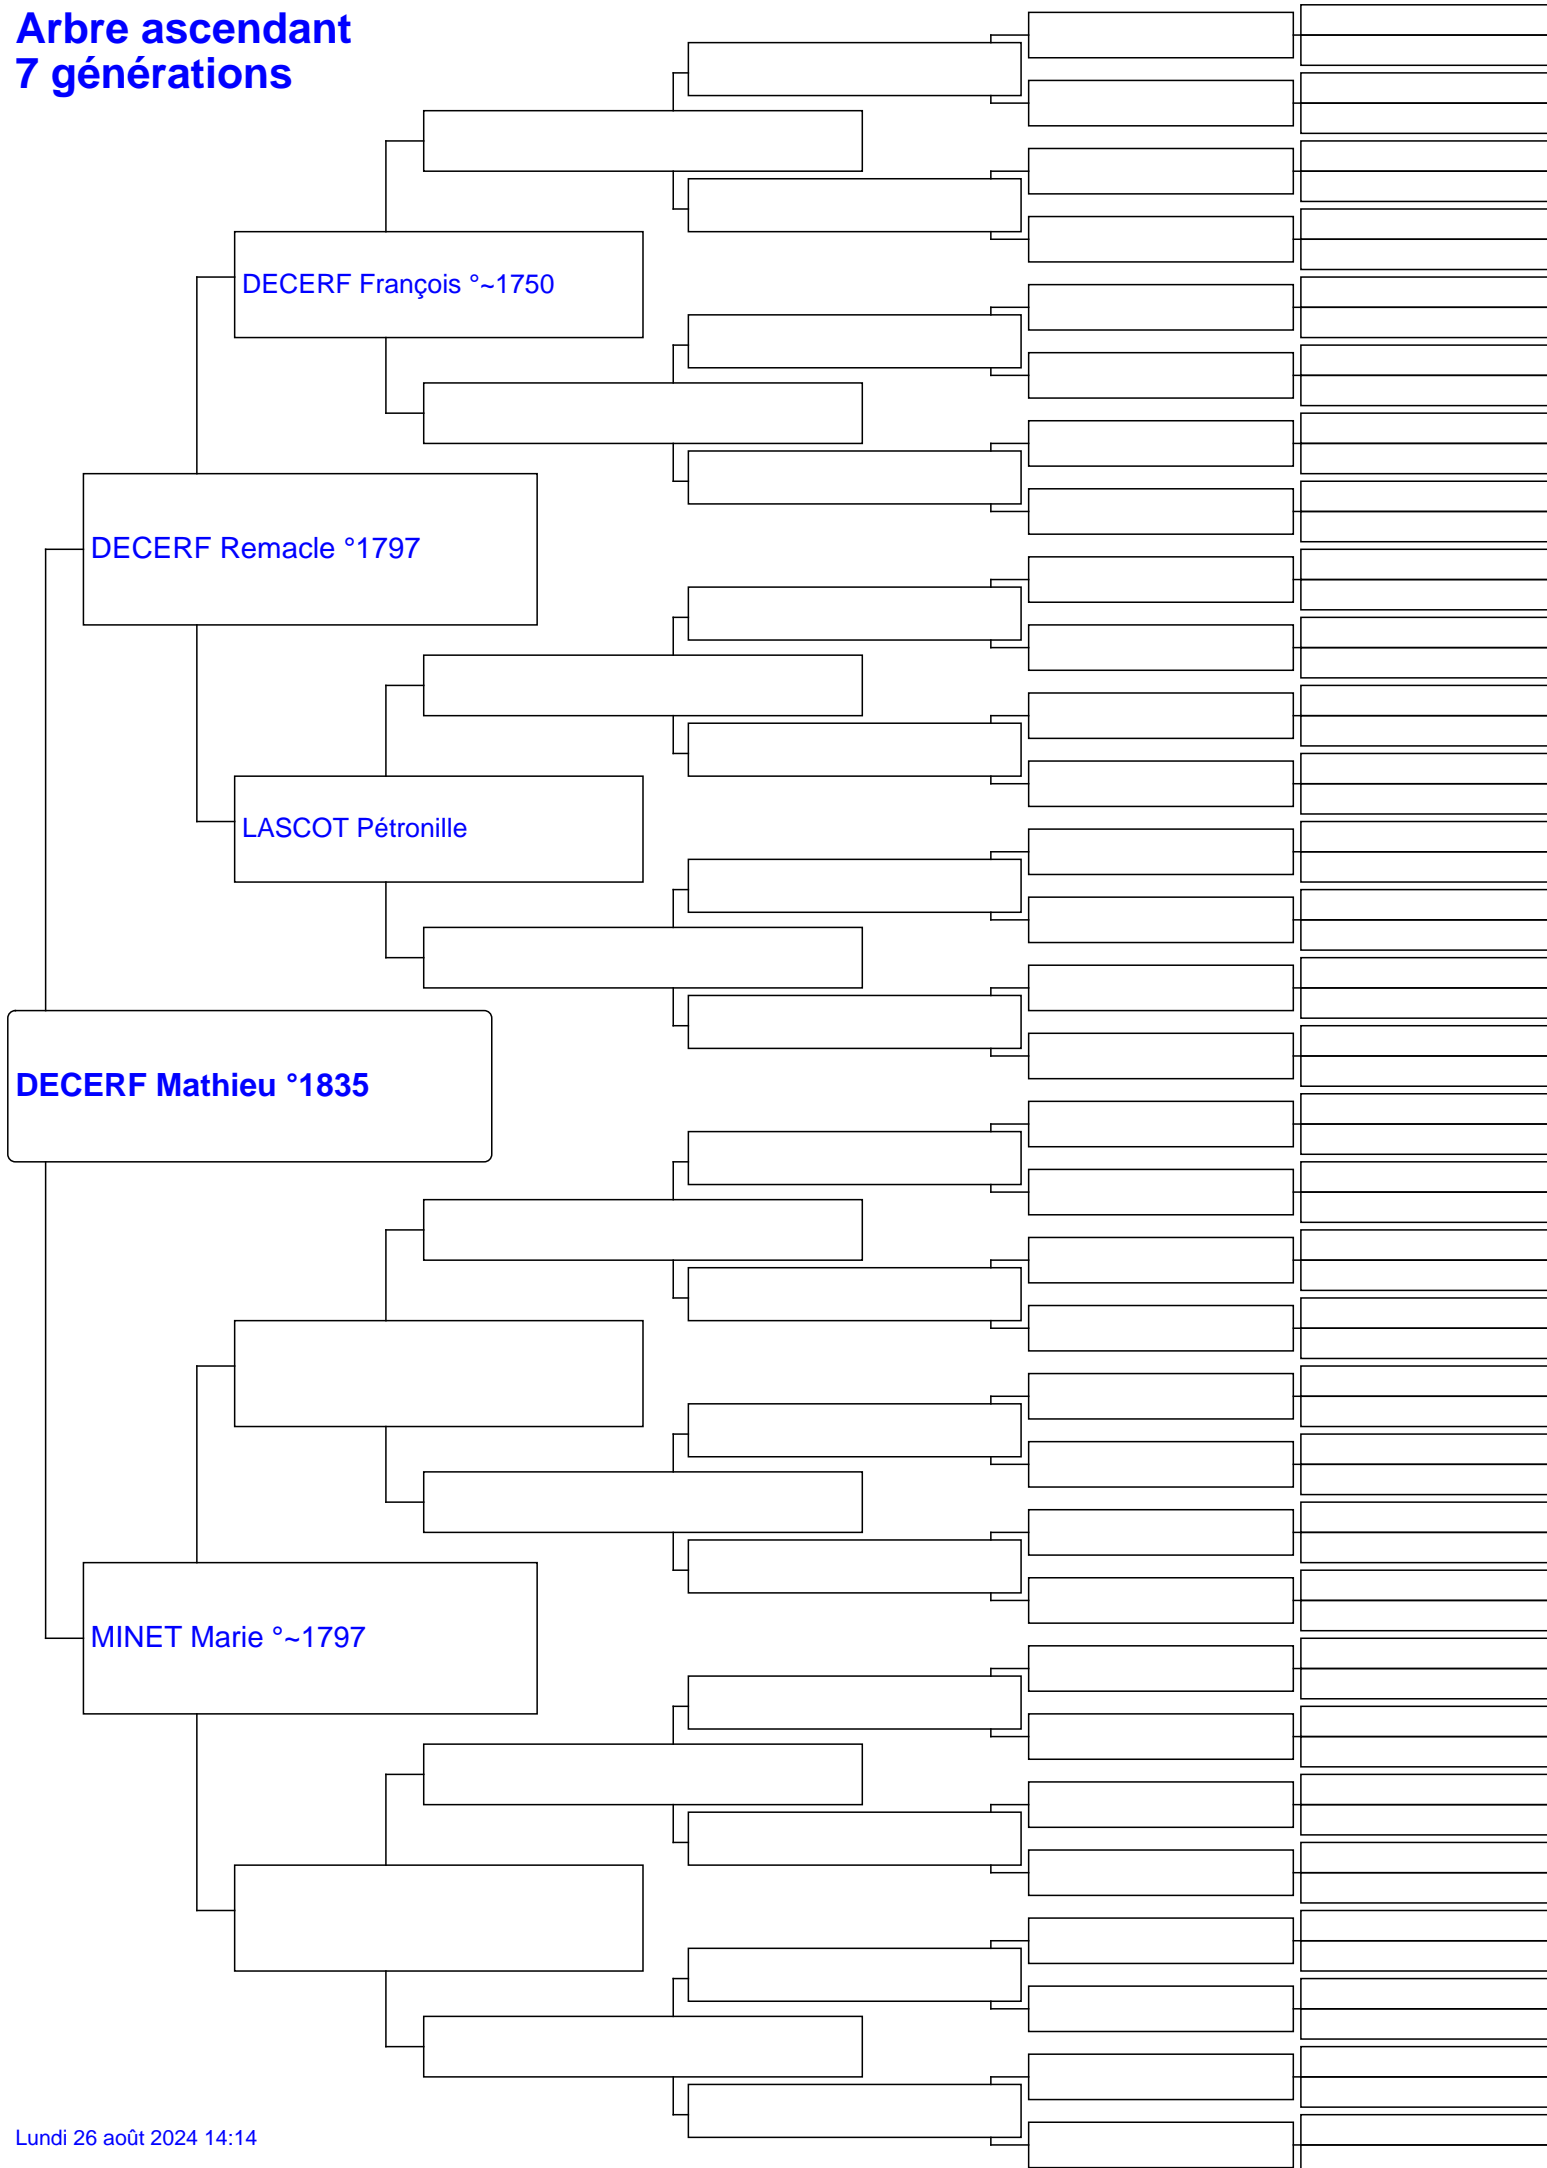 Arbre ascendant
7 générations
DECERF François °~1750
DECERF Remacle °1797
LASCOT Pétronille
DECERF Mathieu °1835
MINET Marie °~1797
Lundi 26 août 2024 14:14